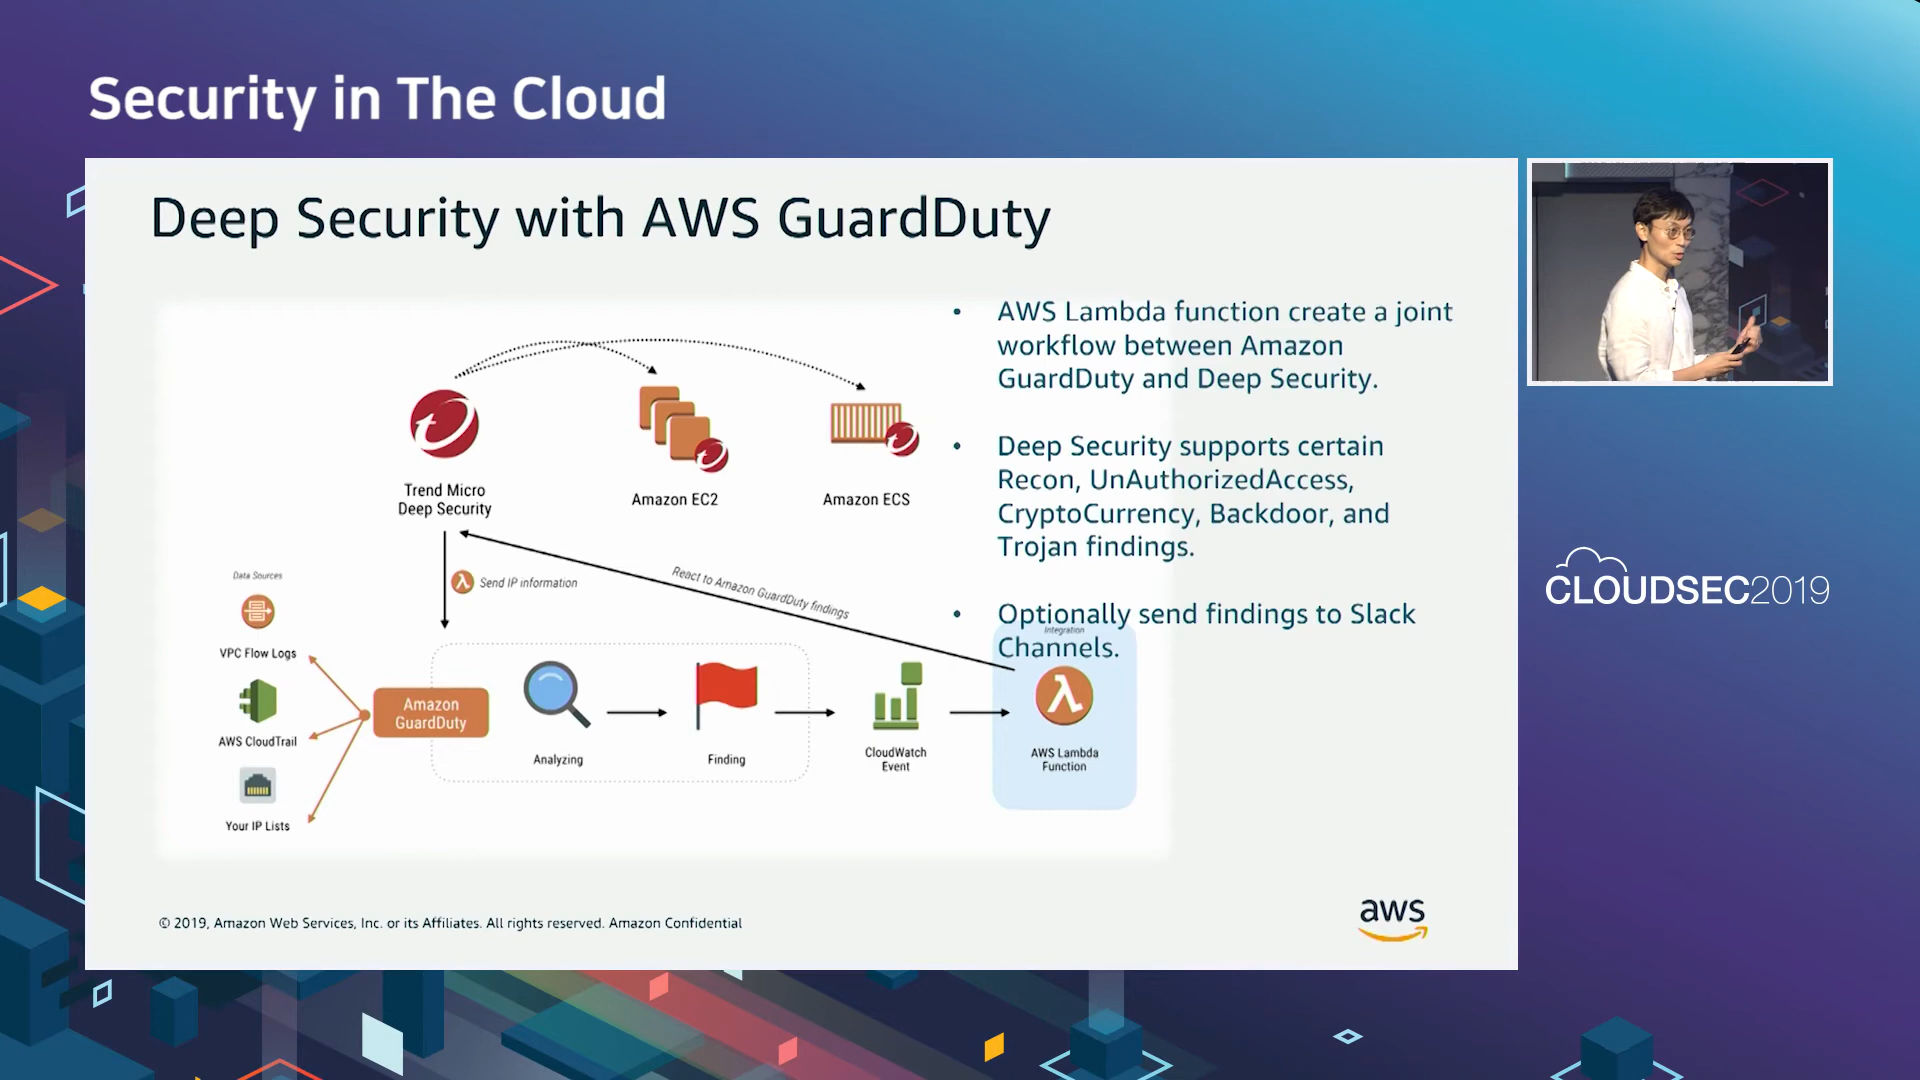 Security in The Cloud
Deep Security with AWS GuardDuty
• AWS Lambda function create a joint
workflow between Amazon
GuardDuty and Deep Security.
• Deep Security supports certain
Recon, UnAuthorizedAccess,
CryptoCurrency, Backdoor, and
Trojan findings.
• Optionally send findings to Slack
Channels.
Trend Micro
Deep Security
Amazon EC2
Amazon ECS
Send IP information
React to Amazon GuardDuty findings
Data Sources
VPC Flow Logs
AWS CloudTrail
Your IP Lists
Amazon
GuardDuty
Analyzing
Finding
CloudWatch
Event
Integration
AWS Lambda
Function
© 2019, Amazon Web Services, Inc. or its Affiliates. All rights reserved. Amazon Confidential
aws
CLOUDSEC2019